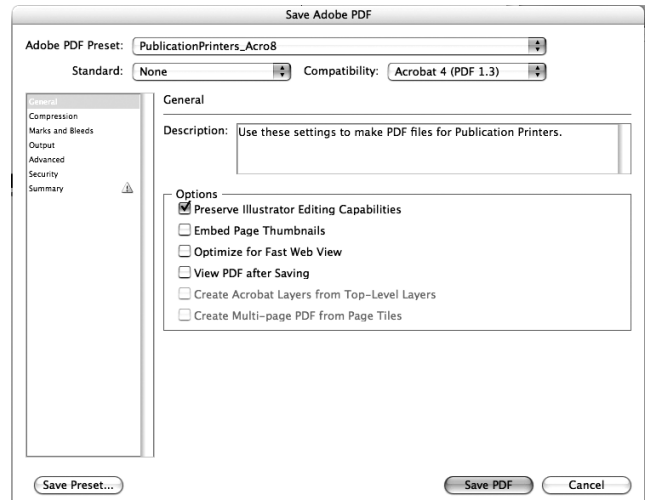 Save Adobe PDF
Adobe PDF Preset: PublicationPrinters_Acro8
Standard: None Compatibility: Acrobat 4 (PDF 1.3)
General
Compression
Marks and Bleeds
Output
Advanced
Security
Summary
General
Description: Use these settings to make PDF files for Publication Printers.
Options
Preserve Illustrator Editing Capabilities
Embed Page Thumbnails
Optimize for Fast Web View
View PDF after Saving
Create Acrobat Layers from Top-Level Layers
Create Multi-page PDF from Page Tiles
Save Preset... Save PDF Cancel